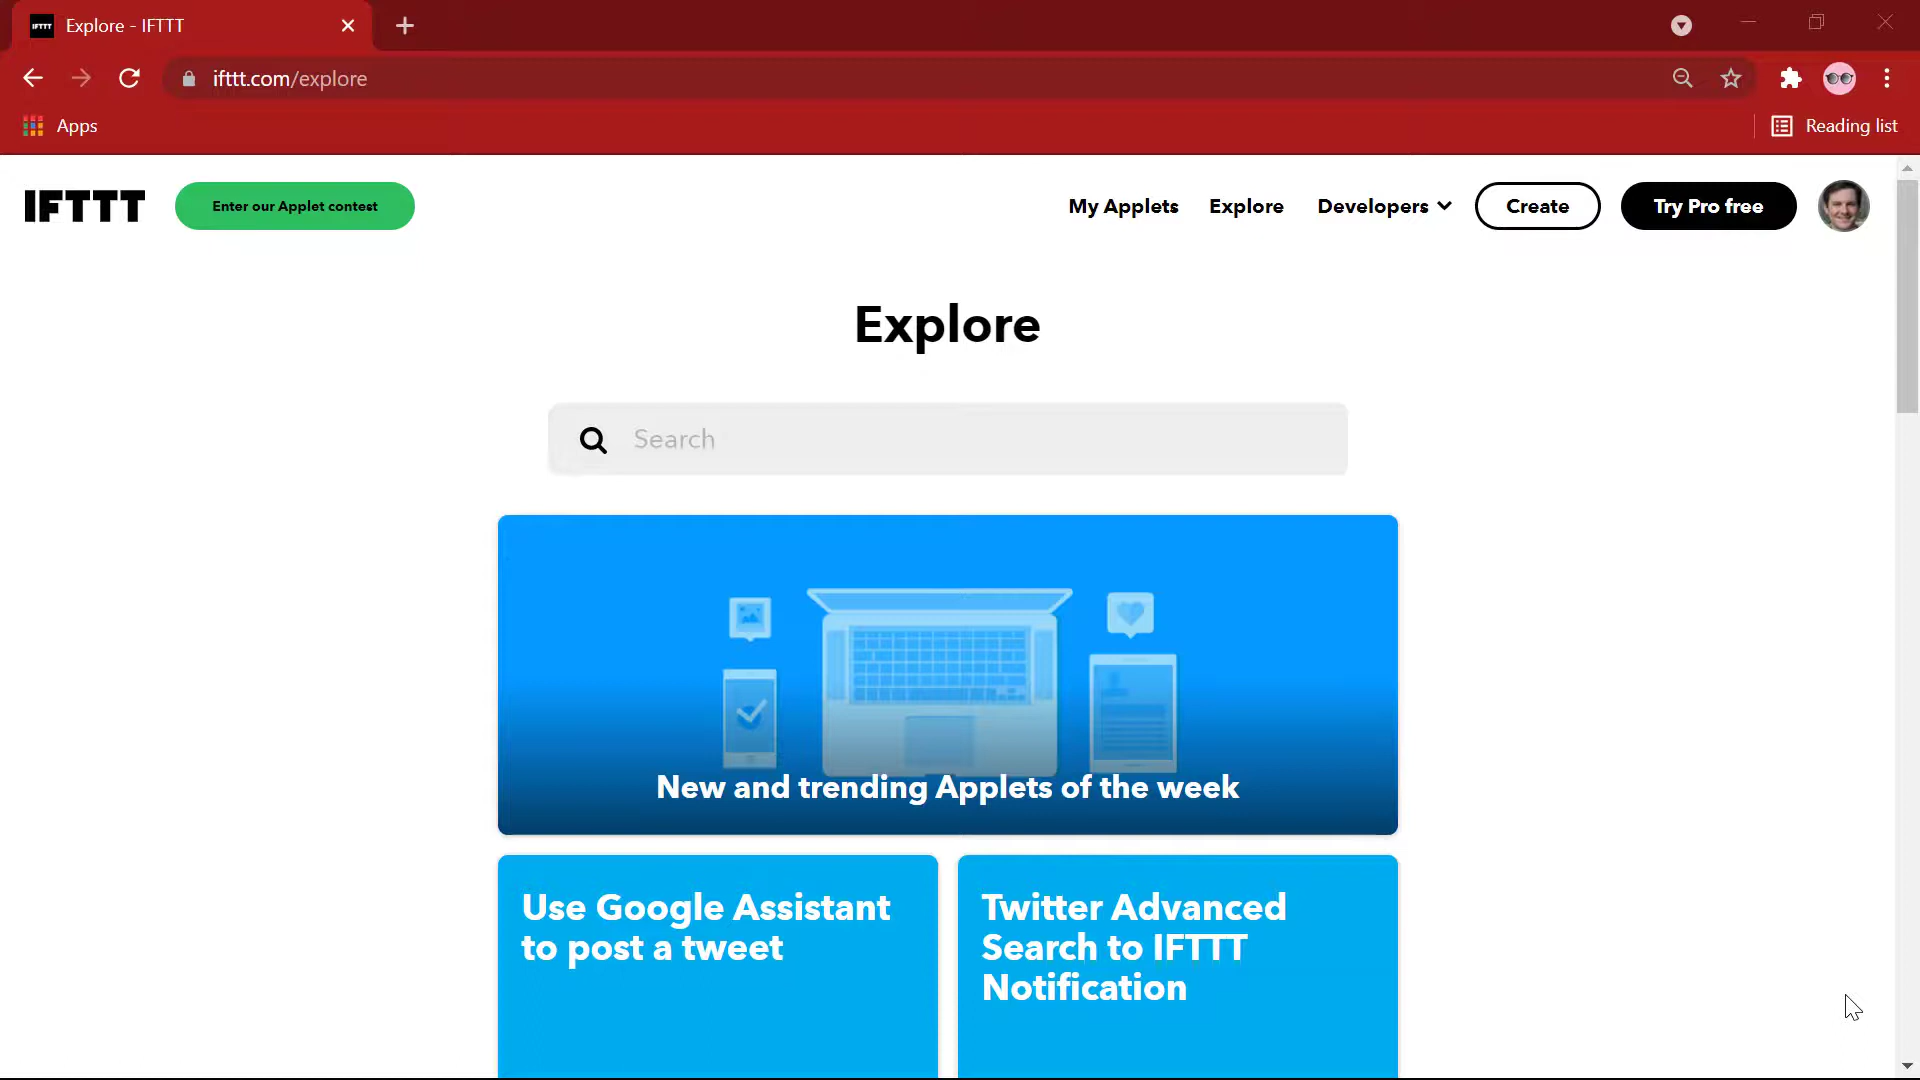 Explore - IFTTT
ifttt.com/explore
Apps
Reading list
IFTTT
Enter our Applet contest
My Applets
Explore
Developers
Create
Try Pro free
Explore
Search
New and trending Applets of the week
Use Google Assistant
to post a tweet
Twitter Advanced
Search to IFTTT
Notification